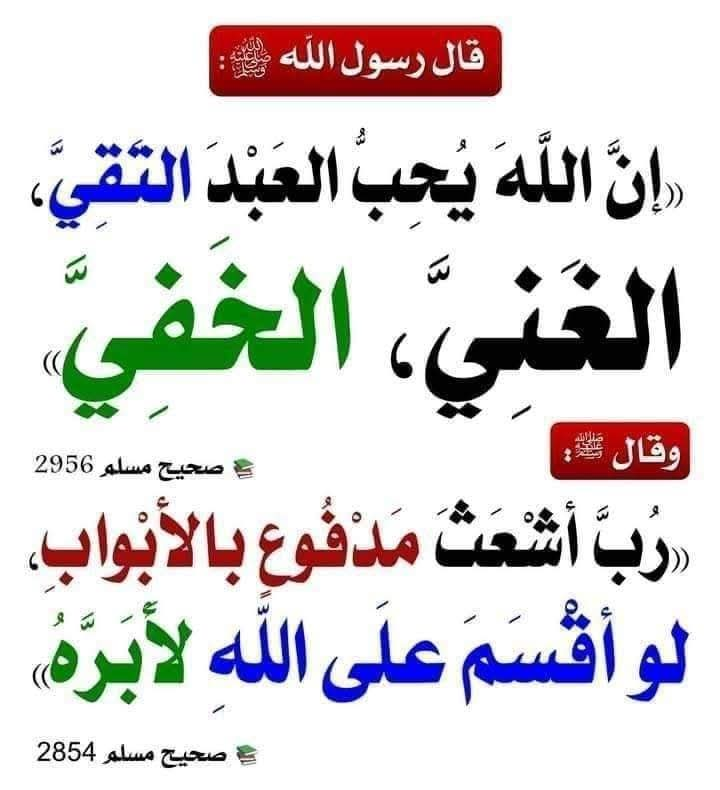 قال رسول الله ﷺ :
((إنَّ اللَّهَ يُحِبُّ العَبْدَ التَّقِيَّ،
الغَنِيَّ، الخَفِيَّ))
صحيح مسلم 2956
وقال ﷺ :
((رُبَّ أشْعَثَ مَدْفُوعٍ بالأبْوابِ،
لو أقْسَمَ علَى اللَّهِ لأَبَرَّهُ))
صحيح مسلم 2854